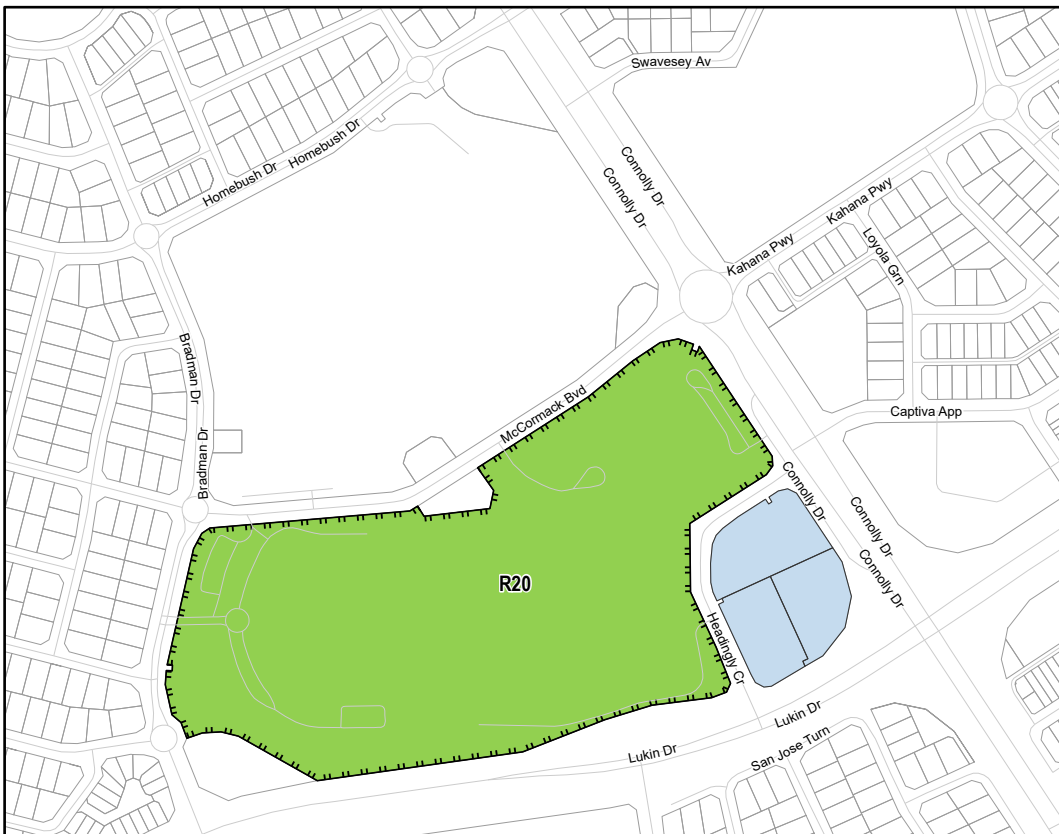 Swavesey Av
Homebush Dr
Homebush Dr
Connolly Dr
Connolly Dr
Kahana Pwy
Kahana Pwy
Loyola Grn
Bradman Dr
Bradman Dr
McCormack Bvd
Captiva App
Connolly Dr
Connolly Dr
Connolly Dr
R20
Headingly Cr
Lukin Dr
Lukin Dr
San Jose Turn